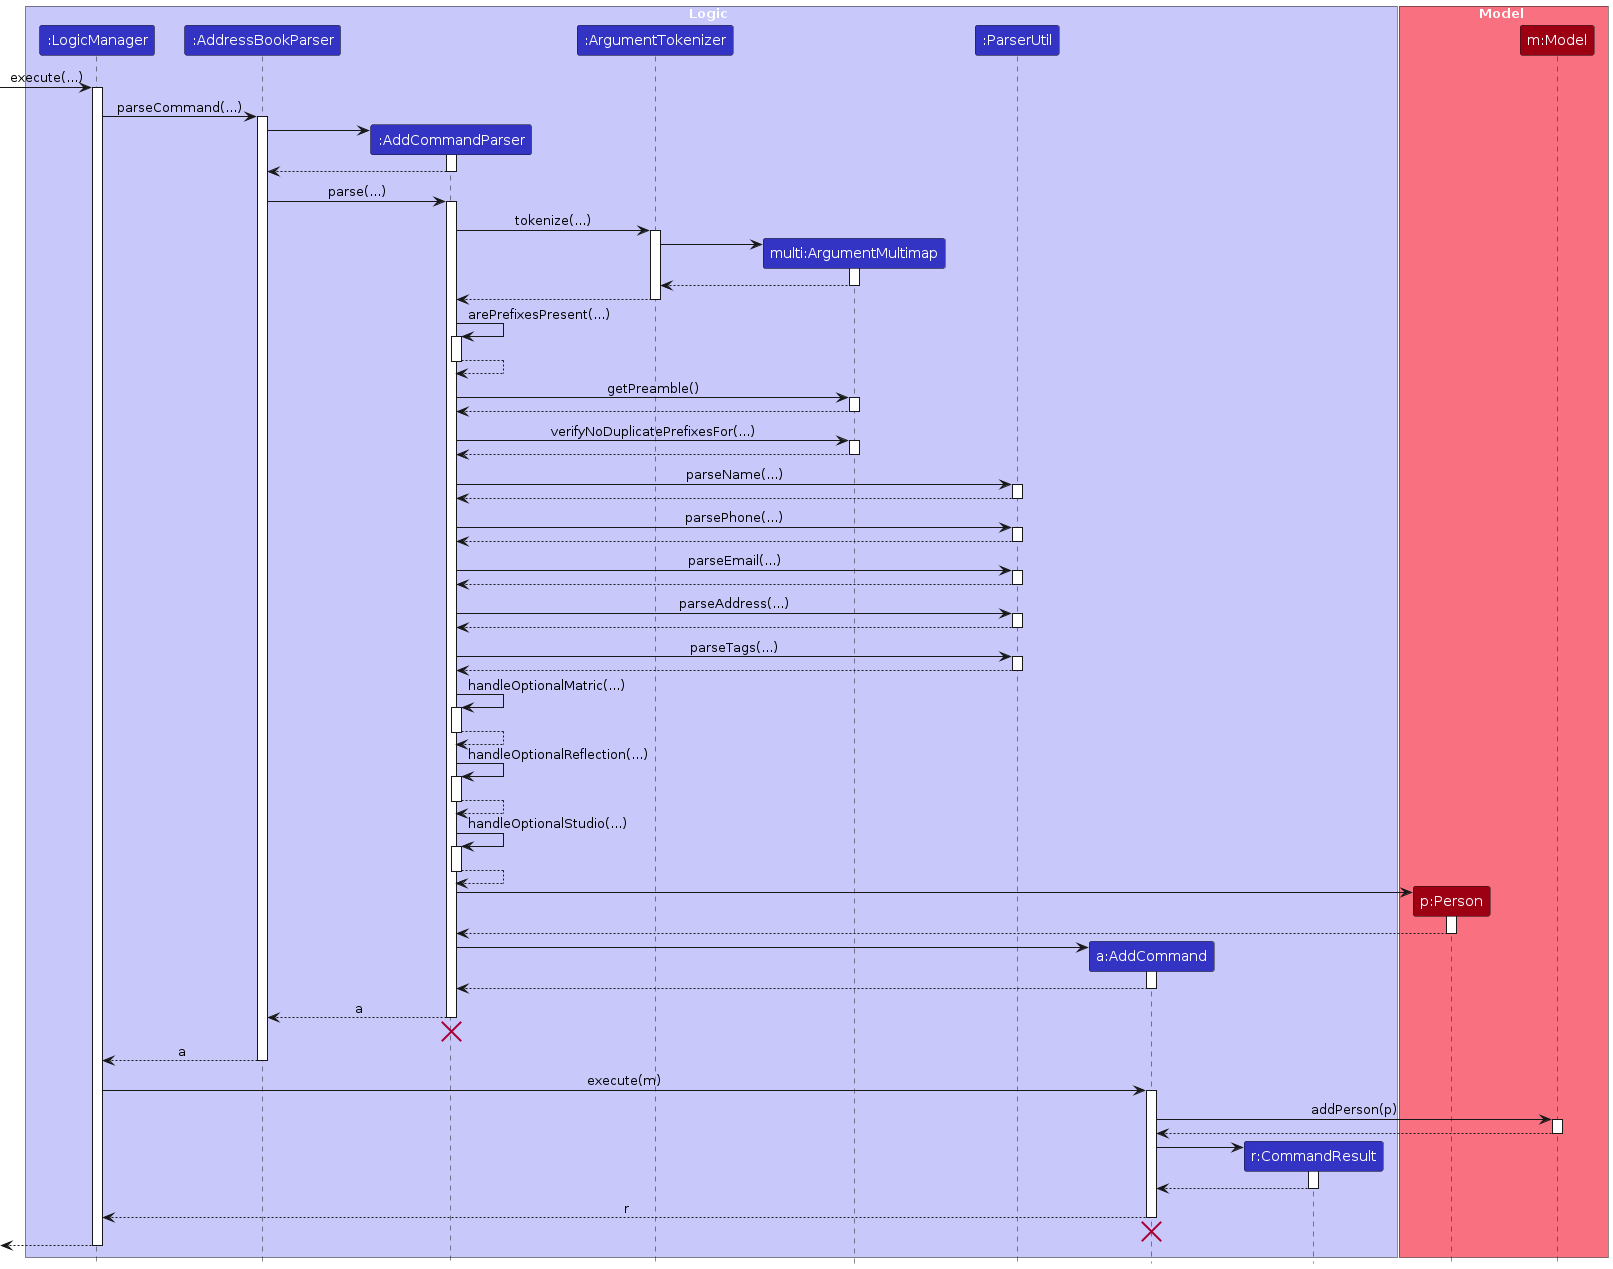 Logic
Model
:LogicManager
:AddressBookParser
:ArgumentTokenizer
:ParserUtil
m:Model
execute(...)
parseCommand(...)
:AddCommandParser
parse(...)
tokenize(...)
multi:ArgumentMultimap
arePrefixesPresent(...)
getPreamble()
verifyNoDuplicatePrefixesFor(...)
parseName(...)
parsePhone(...)
parseEmail(...)
parseAddress(...)
parseTags(...)
handleOptionalMatric(...)
handleOptionalReflection(...)
handleOptionalStudio(...)
p:Person
a:AddCommand
a
a
execute(m)
addPerson(p)
r:CommandResult
r